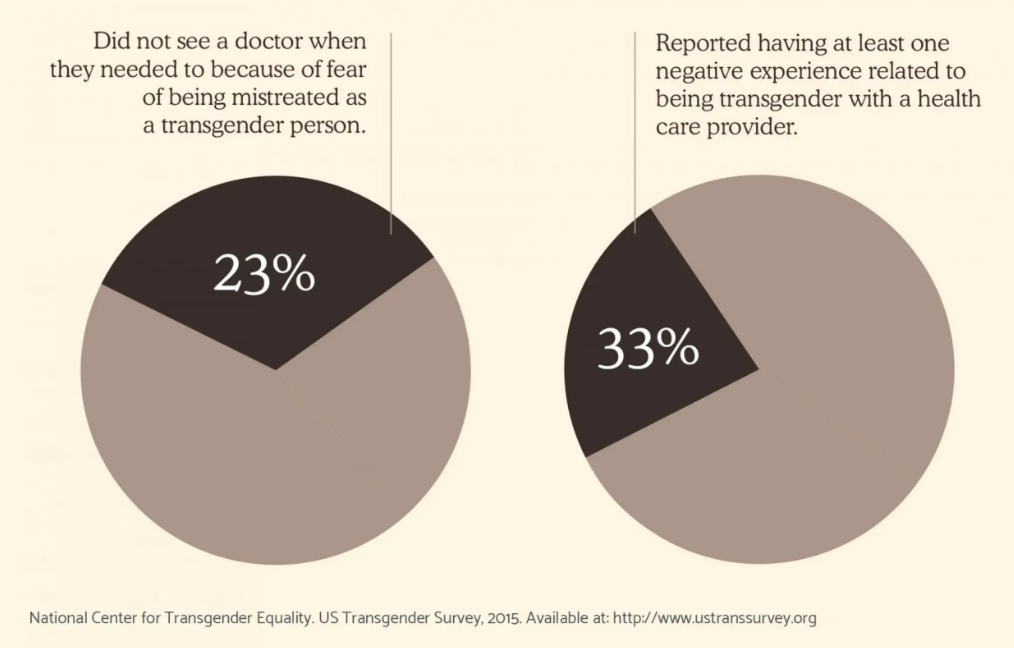 Did not see a doctor when
they needed to because of fear
of being mistreated as
a transgender person.
23%
Reported having at least one
negative experience related to
being transgender with a health
care provider.
33%
National Center for Transgender Equality. US Transgender Survey, 2015. Available at: http://www.ustranssurvey.org